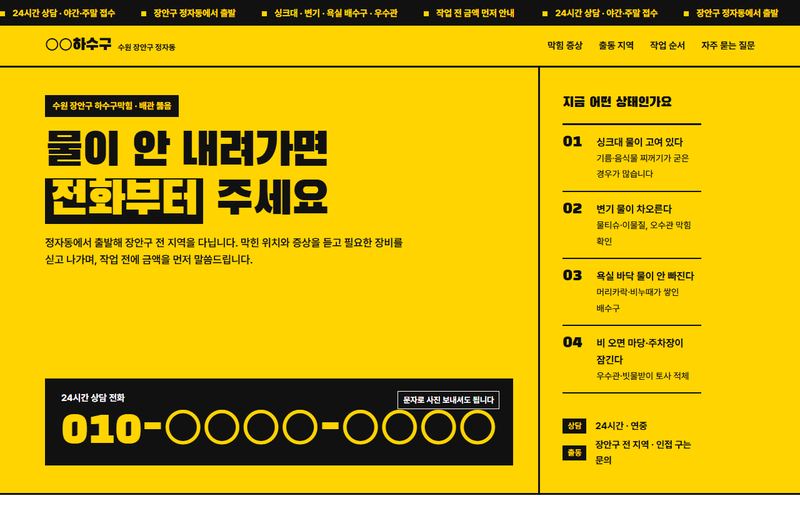 24시간 상담 · 야간·주말 접수 ■ 장안구 정자동에서 출발 ■ 싱크대 · 변기 · 욕실 배수구 · 우수관 ■ 작업 전 금액 먼저 안내 ■ 24시간 상담 · 야간·주말 접수 ■ 장안구 정자동에서 출발
○○하수구 수원 장안구 정자동
막힘 증상 출동 지역 작업 순서 자주 묻는 질문
수원 장안구 하수구막힘 · 배관 뚫음
물이 안 내려가면
전화부터 주세요
정자동에서 출발해 장안구 전 지역을 다닙니다. 막힌 위치와 증상을 듣고 필요한 장비를
싣고 나가며, 작업 전에 금액을 먼저 말씀드립니다.
24시간 상담 전화
문자로 사진 보내셔도 됩니다
010-○○○○-○○○○
지금 어떤 상태인가요
01 싱크대 물이 고여 있다
기름·음식물 찌꺼기가 굳은
경우가 많습니다
02 변기 물이 차오른다
물티슈·이물질, 오수관 막힘
확인
03 욕실 바닥 물이 안 빠진다
머리카락·비누때가 쌓인
배수구
04 비 오면 마당·주차장이
잠긴다
우수관·빗물받이 토사 적체
상담 24시간 · 연중
출동 장안구 전 지역 · 인접 구는
문의